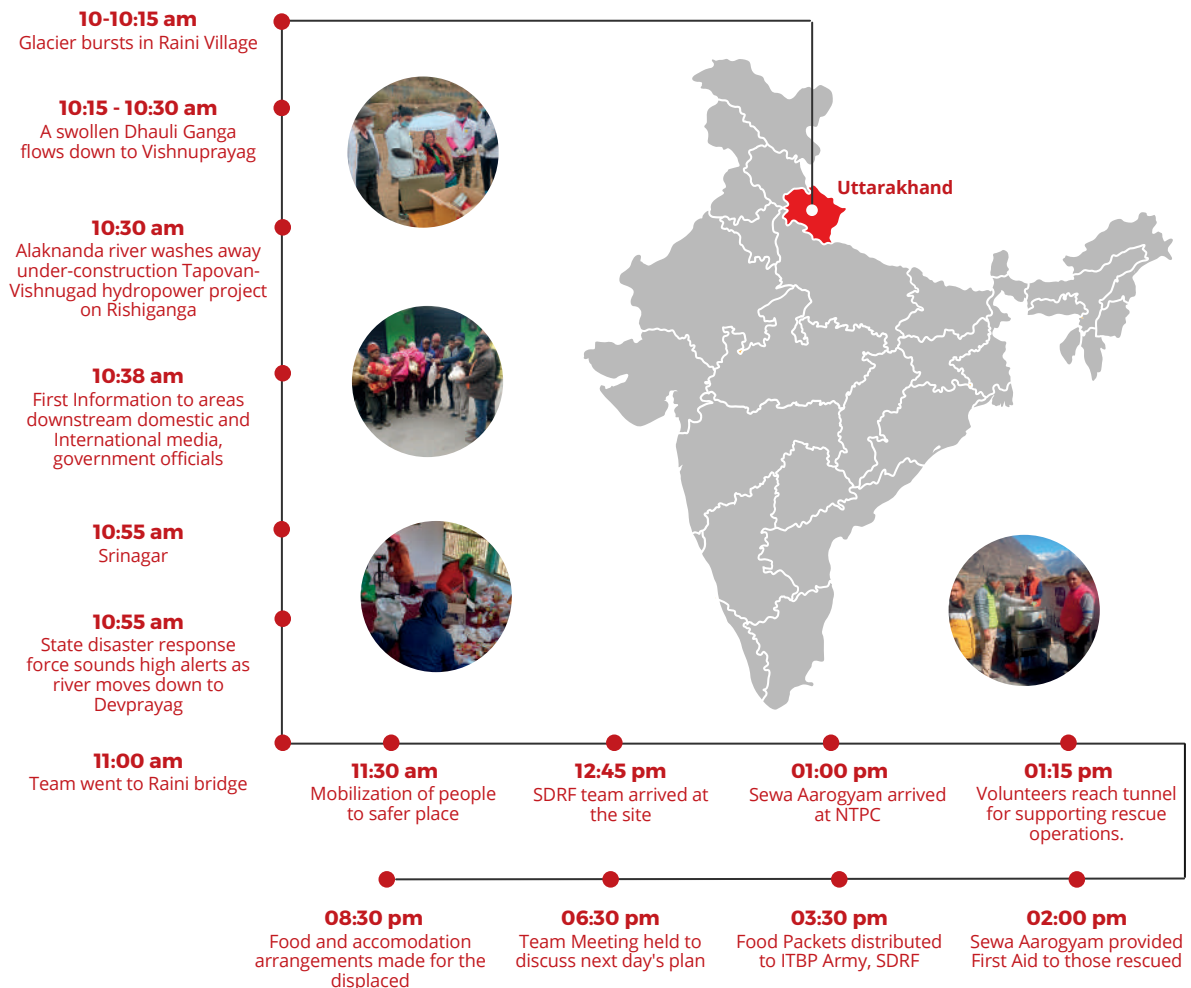 10-10:15 am
Glacier bursts in Raini Village
10:15 - 10:30 am
A swollen Dhauli Ganga
flows down to Vishnuprayag
10:30 am
Alaknanda river washes away
under-construction Tapovan-
Vishnugad hydropower project
on Rishiganga
10:38 am
First Information to areas
downstream domestic and
International media,
government officials
10:55 am
Srinagar
10:55 am
State disaster response
force sounds high alerts as
river moves down to
Devprayag
11:00 am
Team went to Raini bridge
Uttarakhand
11:30 am
Mobilization of people
to safer place
12:45 pm
SDRF team arrived at
the site
01:00 pm
Sewa Aarogyam arrived
at NTPC
01:15 pm
Volunteers reach tunnel
for supporting rescue
operations.
02:00 pm
Sewa Aarogyam provided
First Aid to those rescued
03:30 pm
Food Packets distributed
to ITBP Army, SDRF
06:30 pm
Team Meeting held to
discuss next day's plan
08:30 pm
Food and accomodation
arrangements made for the
displaced